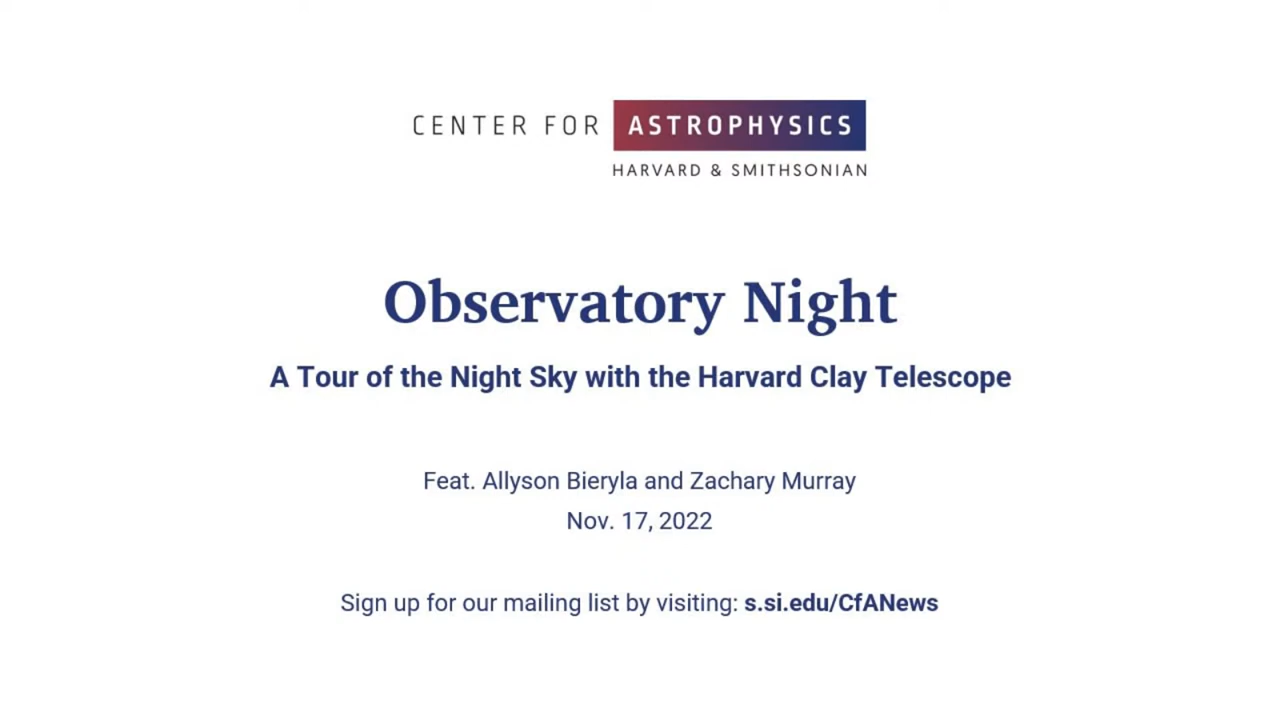 CENTER FOR ASTROPHYSICS
HARVARD & SMITHSONIAN
Observatory Night
A Tour of the Night Sky with the Harvard Clay Telescope
Feat. Allyson Bieryla and Zachary Murray
Nov. 17, 2022
Sign up for our mailing list by visiting: s.si.edu/CfANews